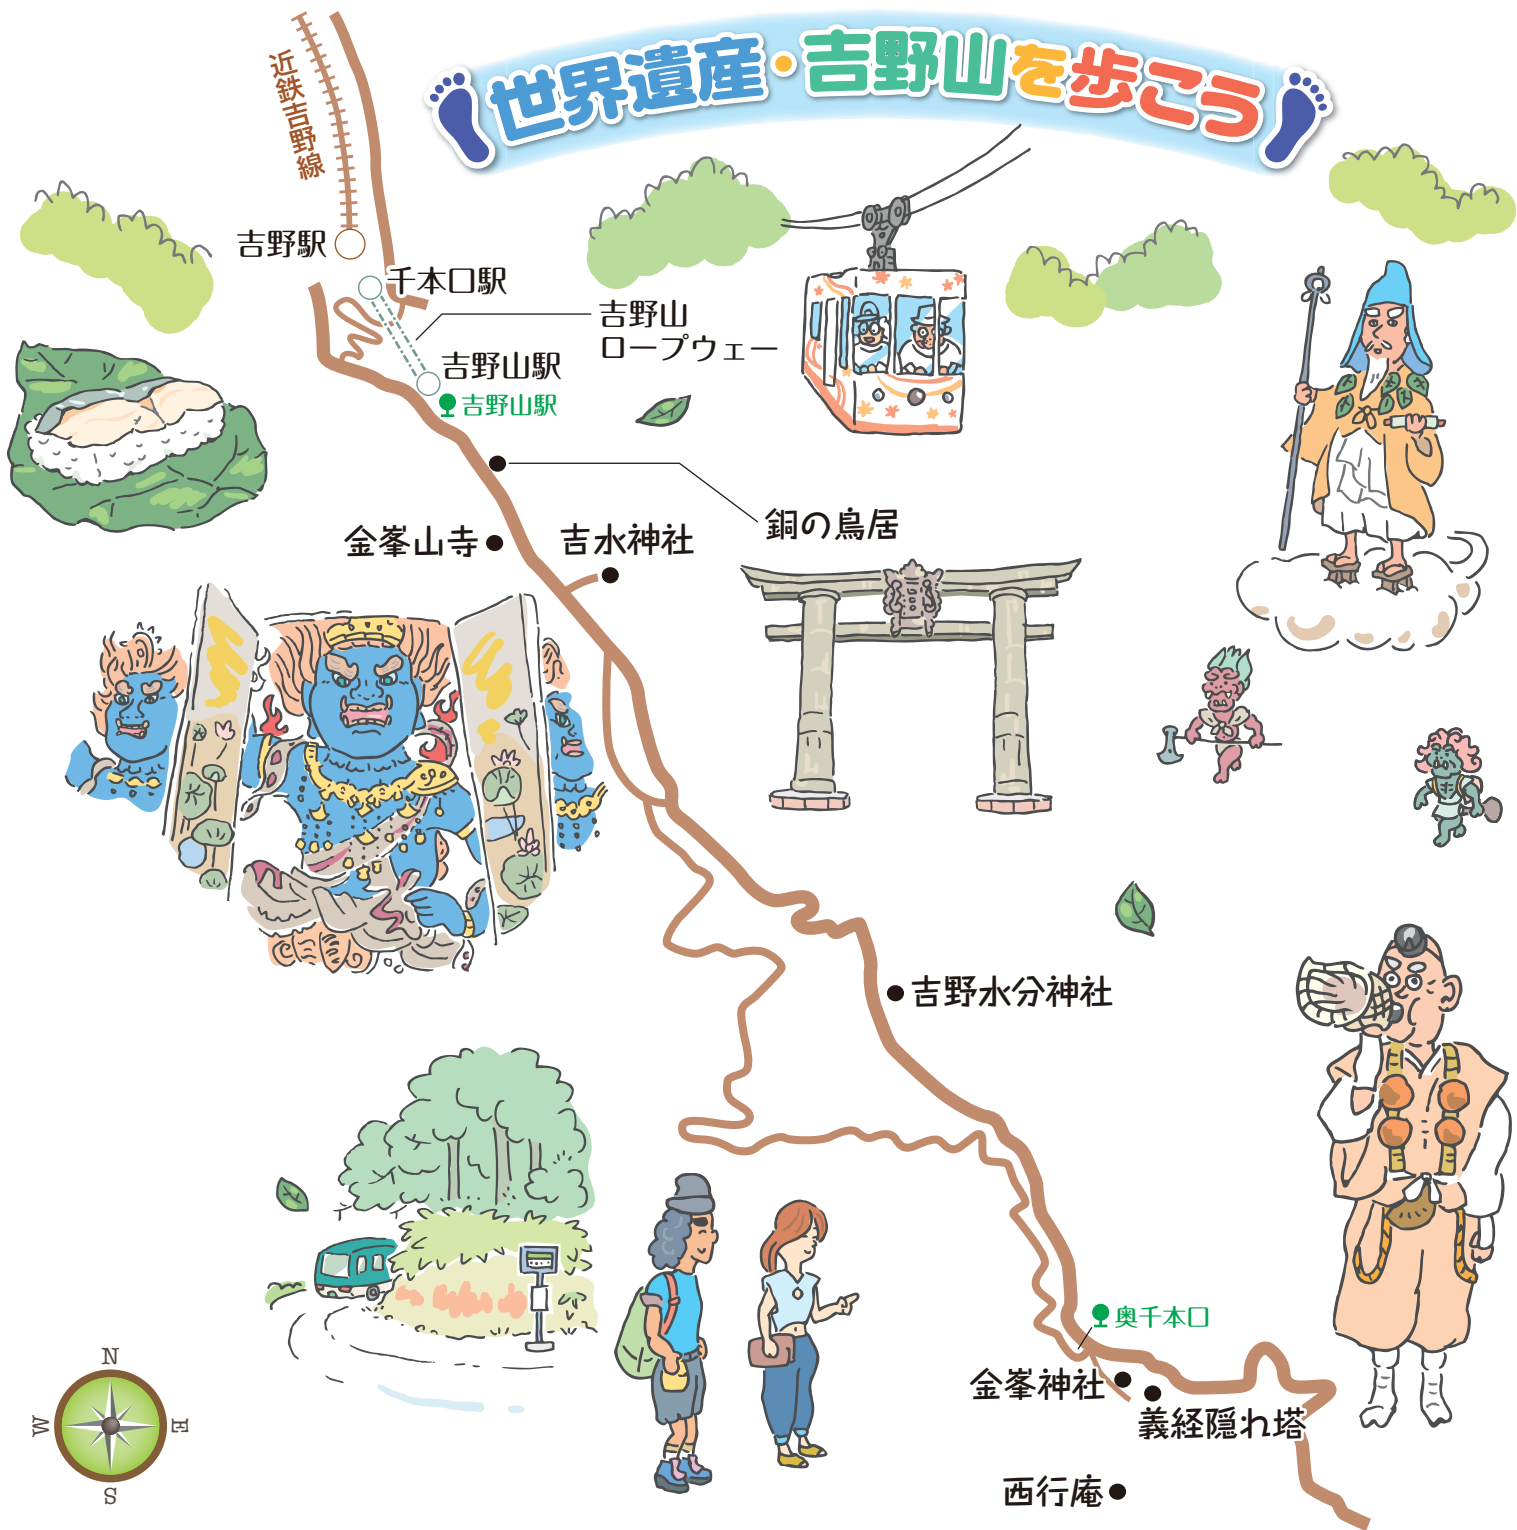 世界遺産・吉野山を歩こう
近鉄吉野線
吉野駅
千本口駅
吉野山
ロープウェー
吉野山駅
吉野山駅
銅の鳥居
金峯山寺
吉水神社
吉野水分神社
奥千本口
金峯神社
義経隠れ塔
西行庵
N
W
E
S